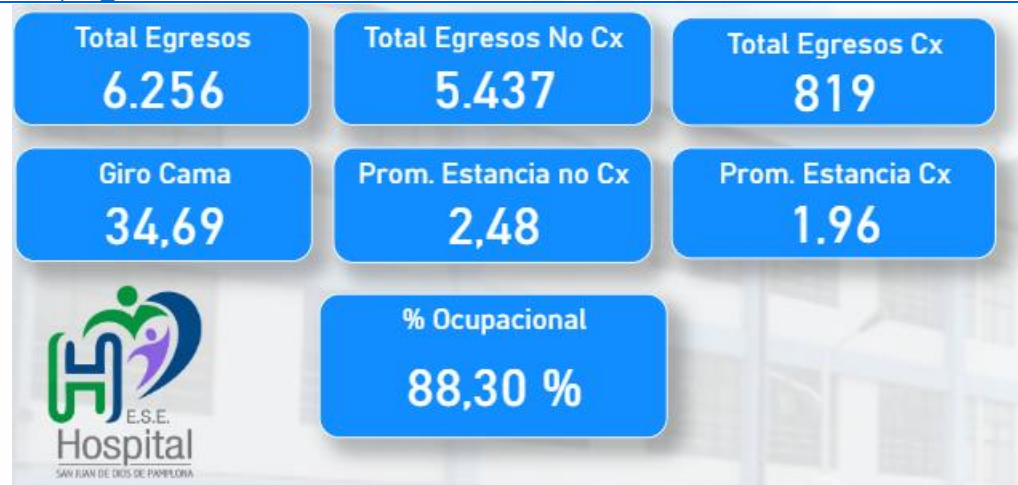 Total Egresos
6.256
Total Egresos No Cx
5.437
Total Egresos Cx
819
Giro Cama
34,69
Prom. Estancia no Cx
2,48
Prom. Estancia Cx
1.96
% Ocupacional
88,30 %
E.S.E.
Hospital
SAN JUAN DE DIOS DE PAMPLONA